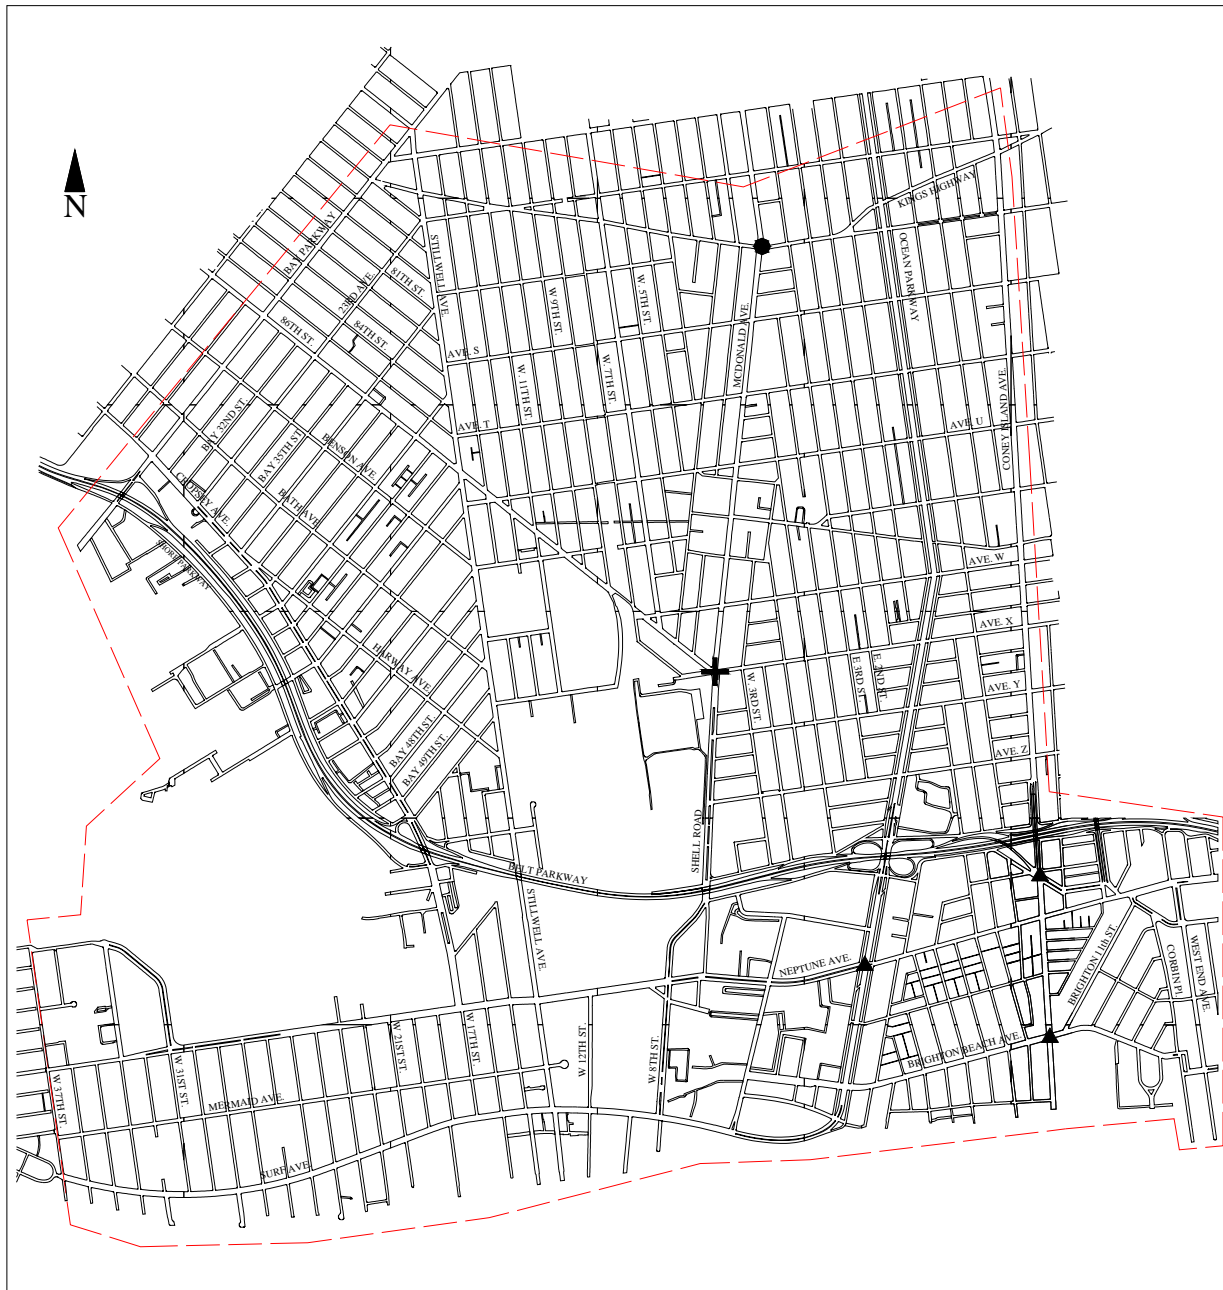 N
KINGS HIGHWAY
BAY PARKWAY
STILLWELL AVE.
OCEAN PARKWAY
81TH ST.
23RD AVE.
W. 5TH ST.
W. 9TH ST.
86TH ST.
84TH ST.
MCDONALD AVE.
AVE. S
W. 7TH ST.
W. 11TH ST.
CONEY ISLAND AVE.
BAY 32ND ST.
AVE. T
AVE. U
BENSON AVE.
BAY 35TH ST.
CROPSEY AVE.
BATH AVE.
SHORE PARKWAY
AVE. W
AVE. X
HARWAY AVE.
E 3RD ST.
E. 2ND ST.
W. 3RD ST.
AVE. Y
BAY 48TH ST.
BAY 49TH ST.
AVE. Z
SHELL ROAD
BELT PARKWAY
STILLWELL AVE.
NEPTUNE AVE.
BRIGHTON 11th ST.
CORBIN PL.
WEST END AVE.
W 21ST ST.
W 17TH ST.
W 12TH ST.
W 8TH ST.
BRIGHTON BEACH AVE.
W 37TH ST.
W 31ST ST.
MERMAID AVE.
SURF AVE.